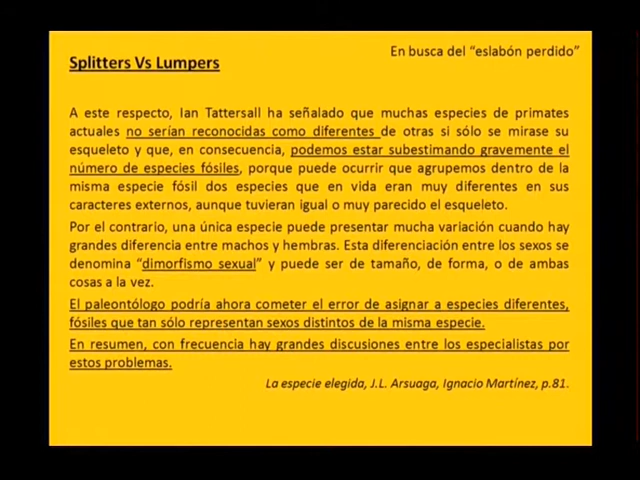 En busca del “eslabón perdido”
Splitters Vs Lumpers
A este respecto, Ian Tattersall ha señalado que muchas especies de primates
actuales no serían reconocidas como diferentes de otras si sólo se mirase su
esqueleto y que, en consecuencia, podemos estar subestimando gravemente el
número de especies fósiles, porque puede ocurrir que agrupemos dentro de la
misma especie fósil dos especies que en vida eran muy diferentes en sus
caracteres externos, aunque tuvieran igual o muy parecido el esqueleto.
Por el contrario, una única especie puede presentar mucha variación cuando hay
grandes diferencia entre machos y hembras. Esta diferenciación entre los sexos se
denomina “dimorfismo sexual” y puede ser de tamaño, de forma, o de ambas
cosas a la vez.
El paleontólogo podría ahora cometer el error de asignar a especies diferentes,
fósiles que tan sólo representan sexos distintos de la misma especie.
En resumen, con frecuencia hay grandes discusiones entre los especialistas por
estos problemas.
La especie elegida, J.L. Arsuaga, Ignacio Martínez, p.81.